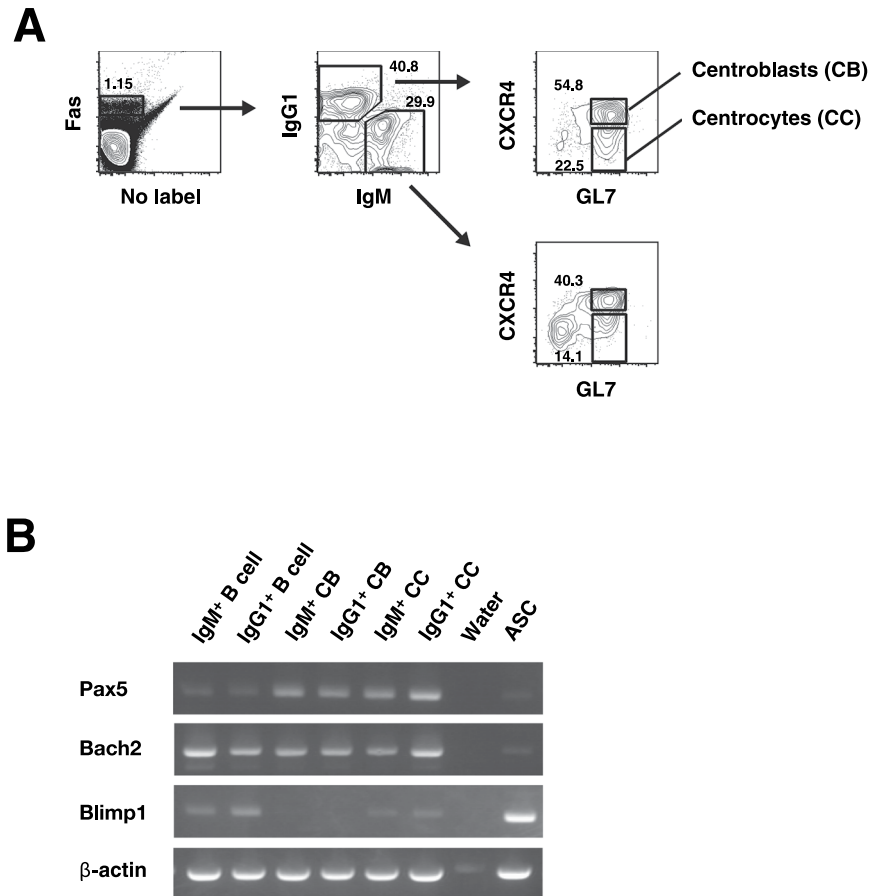 A
1.15
Fas
No label
40.8
29.9
IgG1
IgM
54.8
22.5
CXCR4
GL7
Centroblasts (CB)
Centrocytes (CC)
40.3
14.1
CXCR4
GL7
B
IgM+ B cell
IgG1+ B cell
IgM+ CB
IgG1+ CB
IgM+ CC
IgG1+ CC
Water
ASC
Pax5
Bach2
Blimp1
β-actin